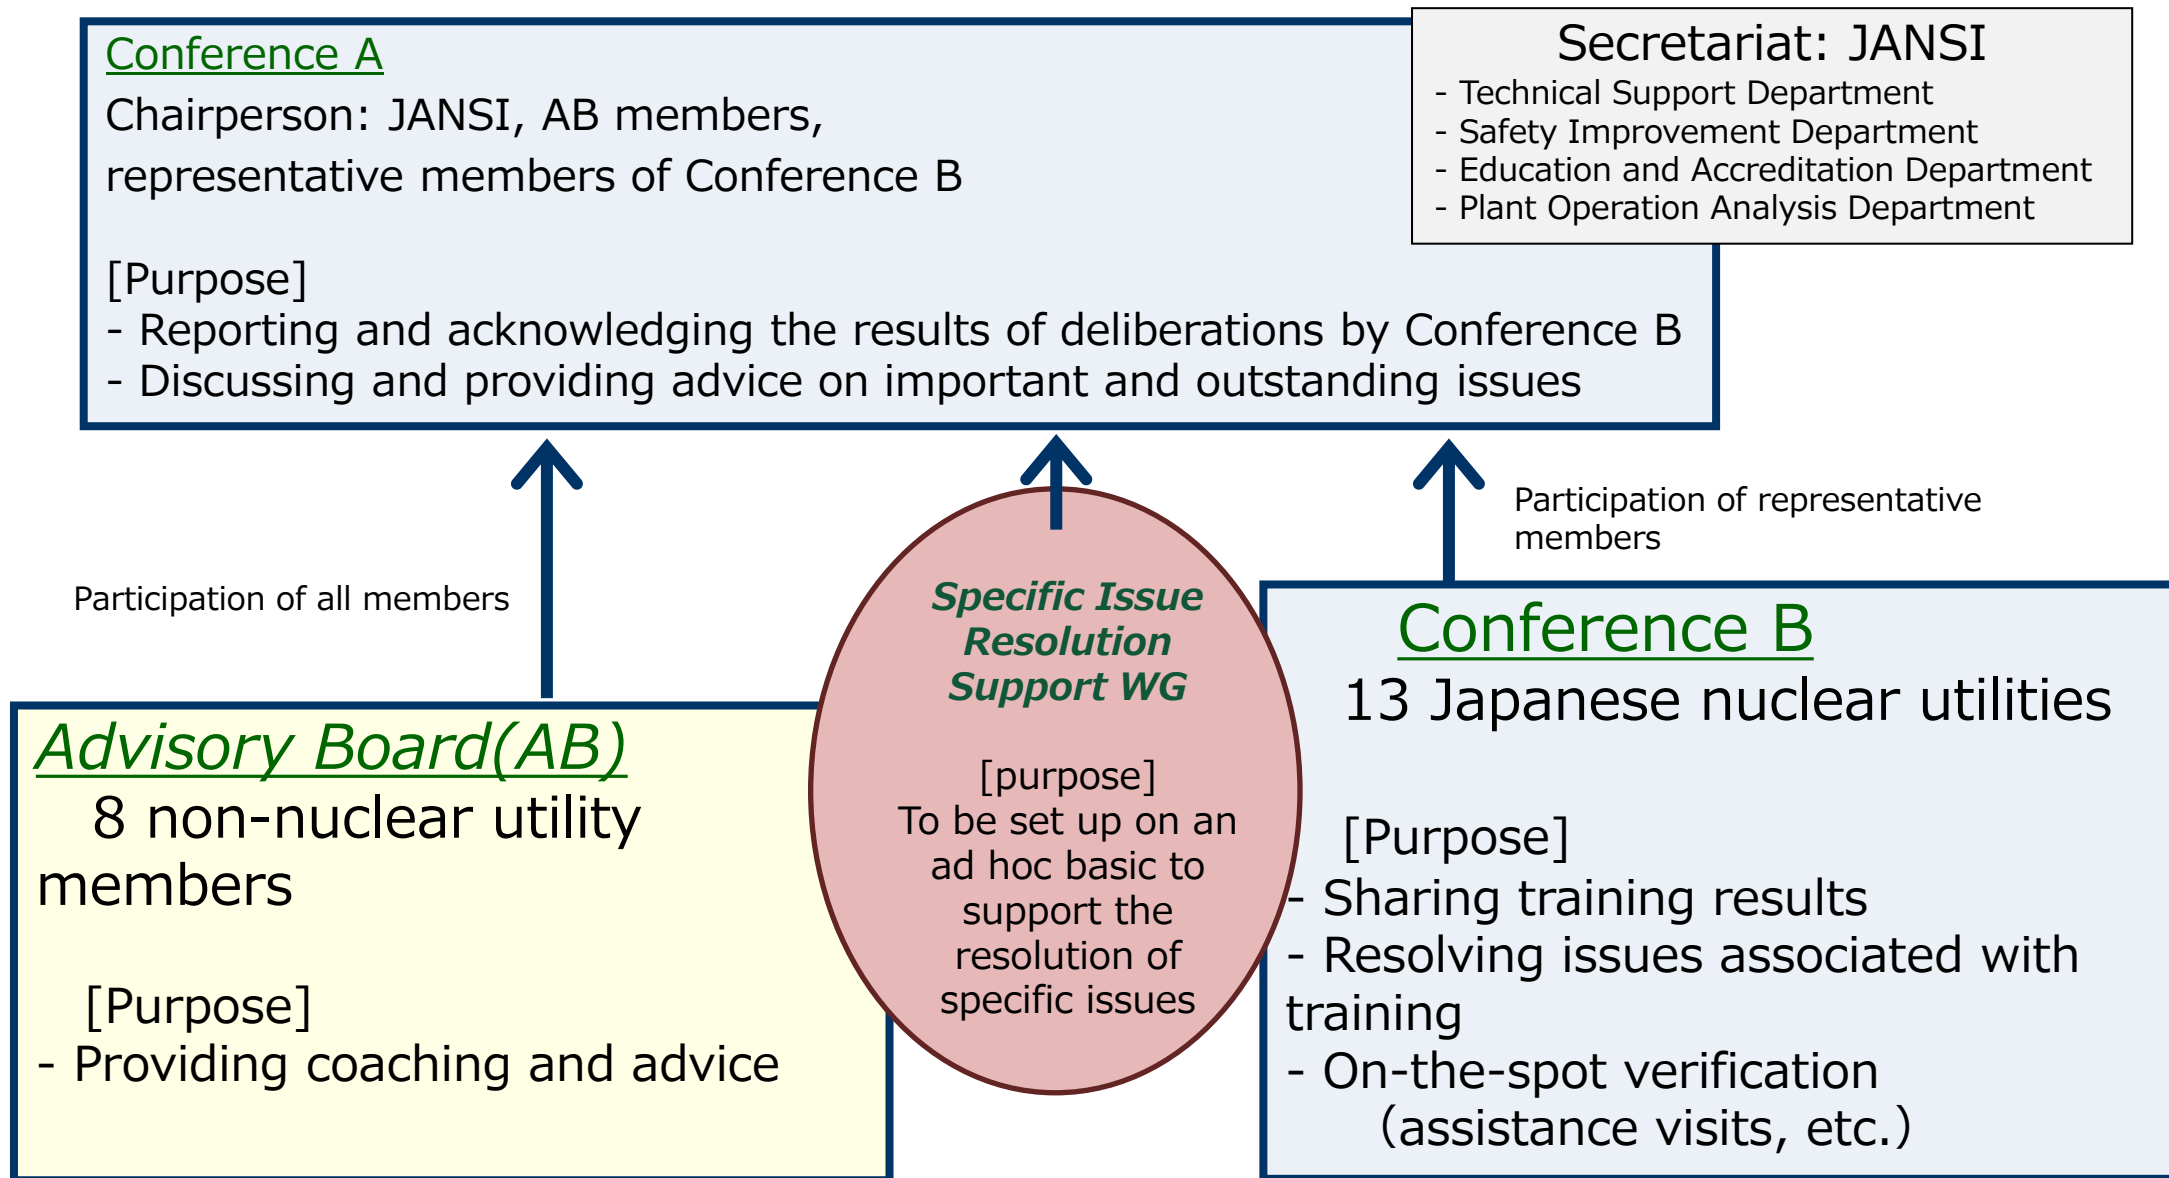 Conference A
Chairperson: JANSI, AB members,
representative members of Conference B
[Purpose]
- Reporting and acknowledging the results of deliberations by Conference B
- Discussing and providing advice on important and outstanding issues
Secretariat: JANSI
- Technical Support Department
- Safety Improvement Department
- Education and Accreditation Department
- Plant Operation Analysis Department
Participation of all members
Participation of representative
members
Advisory Board(AB)
8 non-nuclear utility
members
[Purpose]
- Providing coaching and advice
Specific Issue
Resolution
Support WG
[purpose]
To be set up on an
ad hoc basic to
support the
resolution of
specific issues
Conference B
13 Japanese nuclear utilities
[Purpose]
- Sharing training results
- Resolving issues associated with
training
- On-the-spot verification
（assistance visits, etc.）